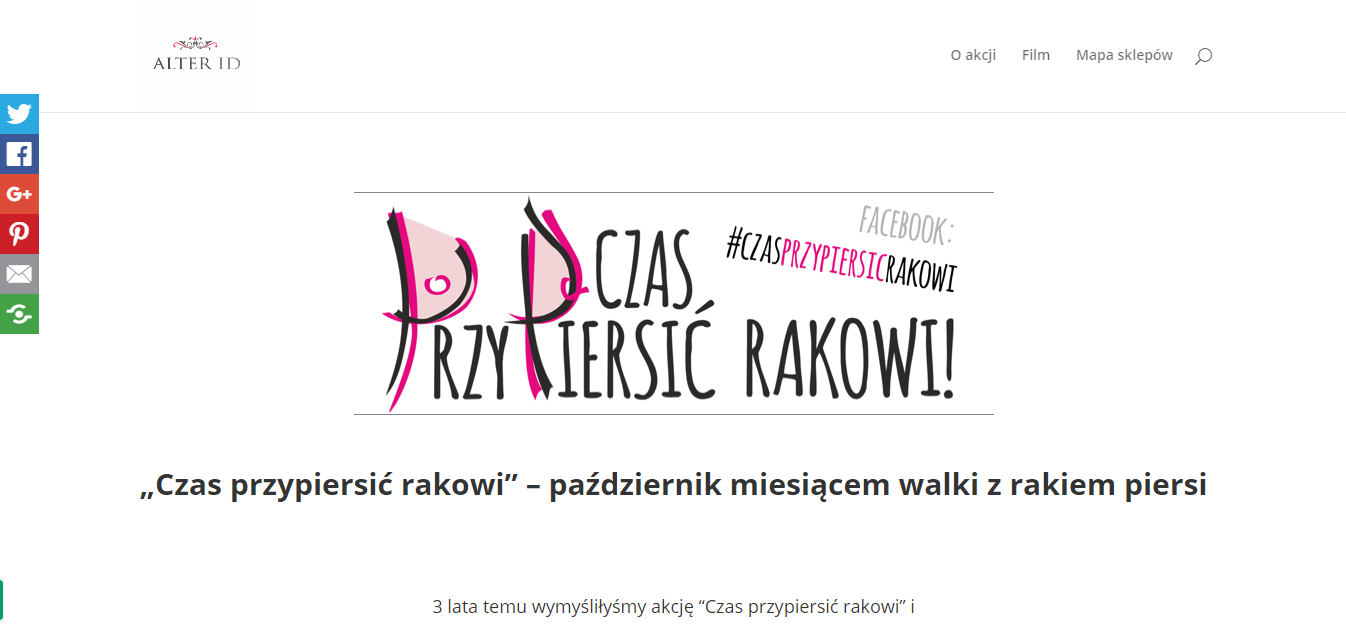 ALTER ID
O akcji Film Mapa sklepów
FACEBOOK:
#CZASPRZYPIERSICRAKOWI
CZAS
PRZYPIERSIĆ RAKOWI!
„Czas przypiersić rakowi” – październik miesiącem walki z rakiem piersi
3 lata temu wymyśliłyśmy akcję “Czas przypiersić rakowi” i